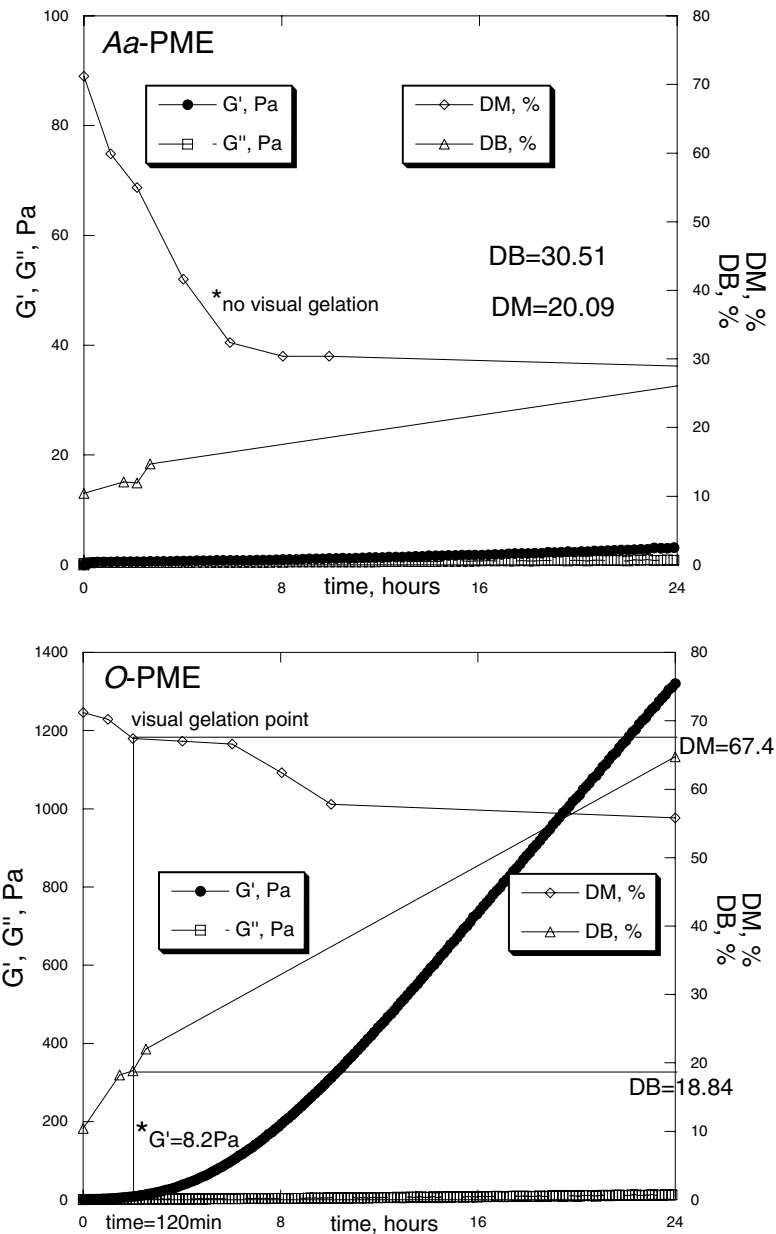 Aa-PME
100
80
60
40
20
0
G', G'', Pa
G', Pa
G'', Pa
DM, %
DB, %
DB=30.51
DM=20.09
*no visual gelation
80
70
60
50
40
30
20
10
0
DM, %
DB, %
0
8
16
24
time, hours
O-PME
1400
1200
1000
800
600
400
200
0
G', G'', Pa
visual gelation point
DM=67.4
G', Pa
G'', Pa
DM, %
DB, %
DB=18.84
*G'=8.2Pa
80
70
60
50
40
30
20
10
0
DM, %
DB, %
0
time=120min
8
time, hours
16
24